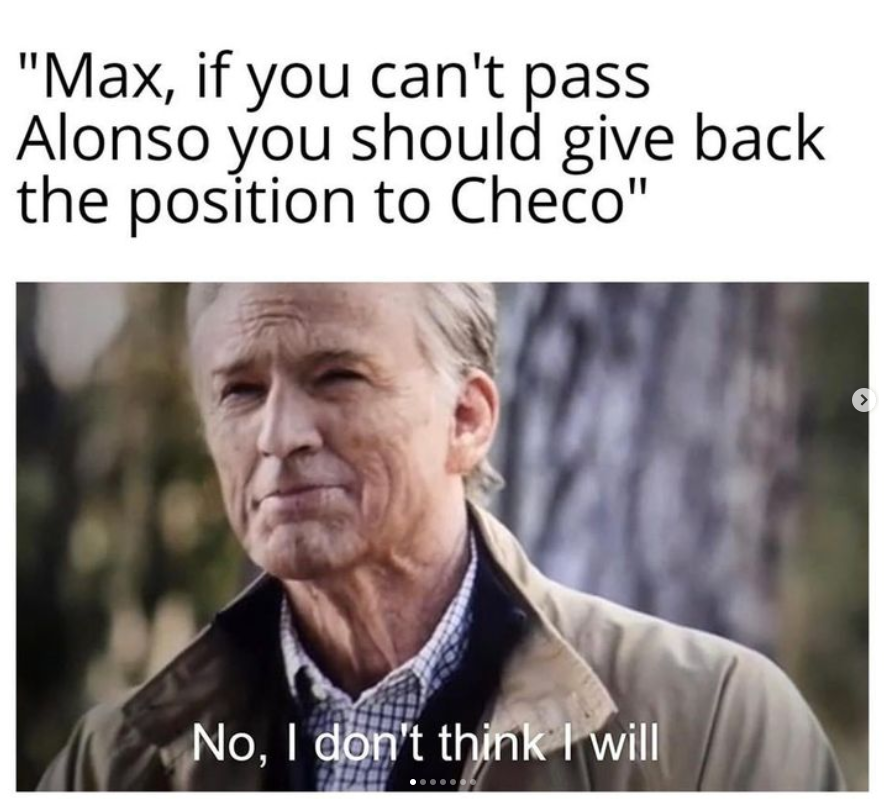 "Max, if you can't pass
Alonso you should give back
the position to Checo"
No, I don't think I will